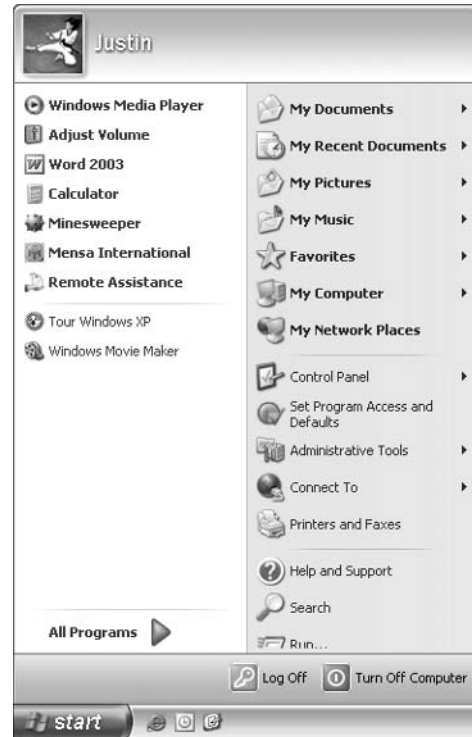 Justin
Windows Media Player
Adjust Volume
Word 2003
Calculator
Minesweeper
Mensa International
Remote Assistance
Tour Windows XP
Windows Movie Maker
All Programs
My Documents
My Recent Documents
My Pictures
My Music
Favorites
My Computer
My Network Places
Control Panel
Set Program Access and
Defaults
Administrative Tools
Connect To
Printers and Faxes
Help and Support
Search
Run...
Log Off
Turn Off Computer
start